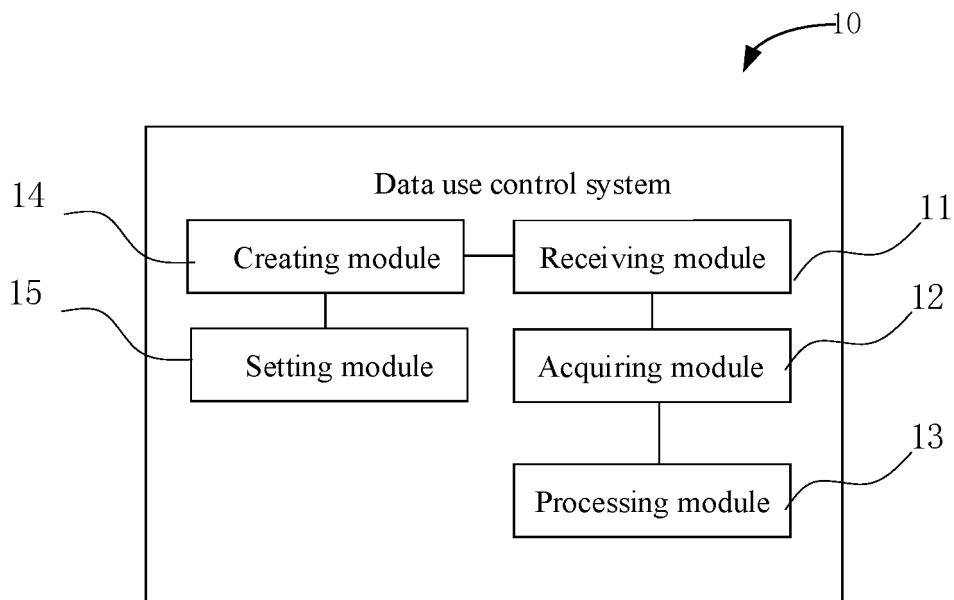 10
Data use control system
14
Creating module
Receiving module
11
15
Setting module
Acquiring module
12
Processing module
13